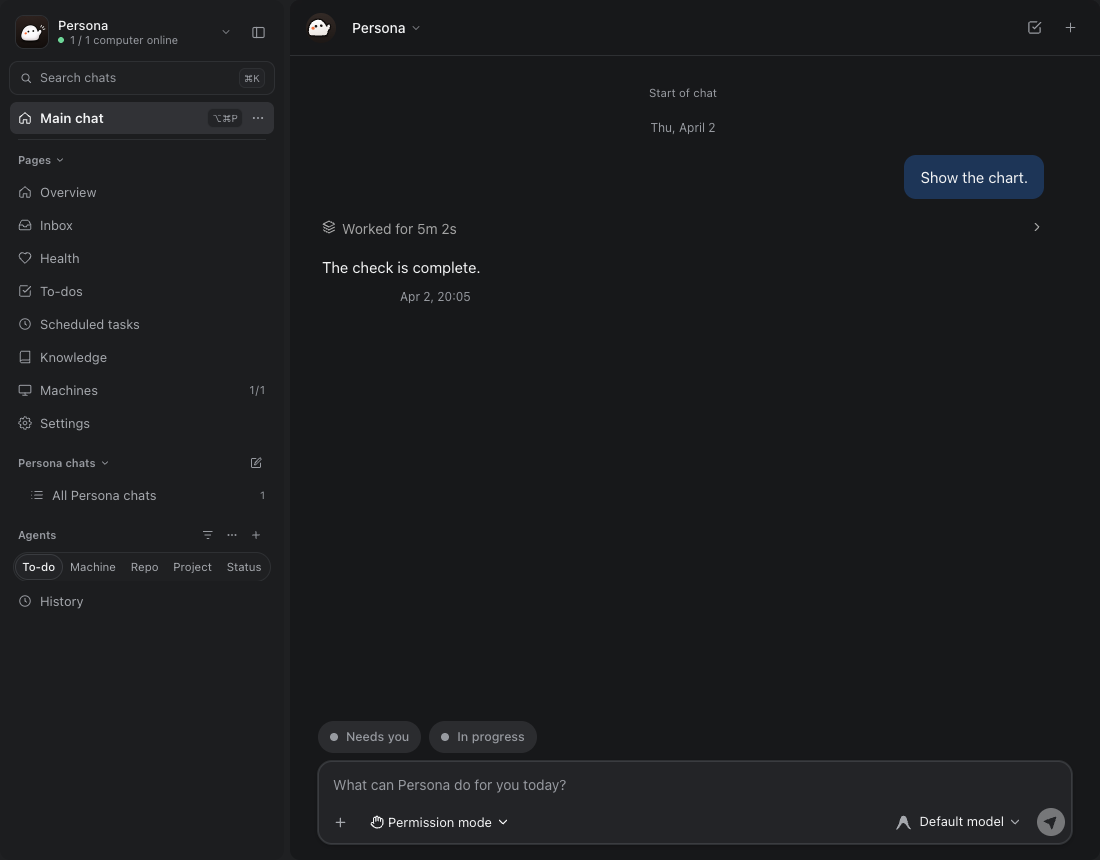 Persona
1 / 1 computer online
Search chats
⌘K
Main chat
⌥⌘P
Pages
Overview
Inbox
Health
To-dos
Scheduled tasks
Knowledge
Machines
1/1
Settings
Persona chats
All Persona chats
1
Agents
To-do
Machine
Repo
Project
Status
History
Persona
Start of chat
Thu, April 2
Show the chart.
Worked for 5m 2s
The check is complete.
Apr 2, 20:05
Needs you
In progress
What can Persona do for you today?
Permission mode
Default model